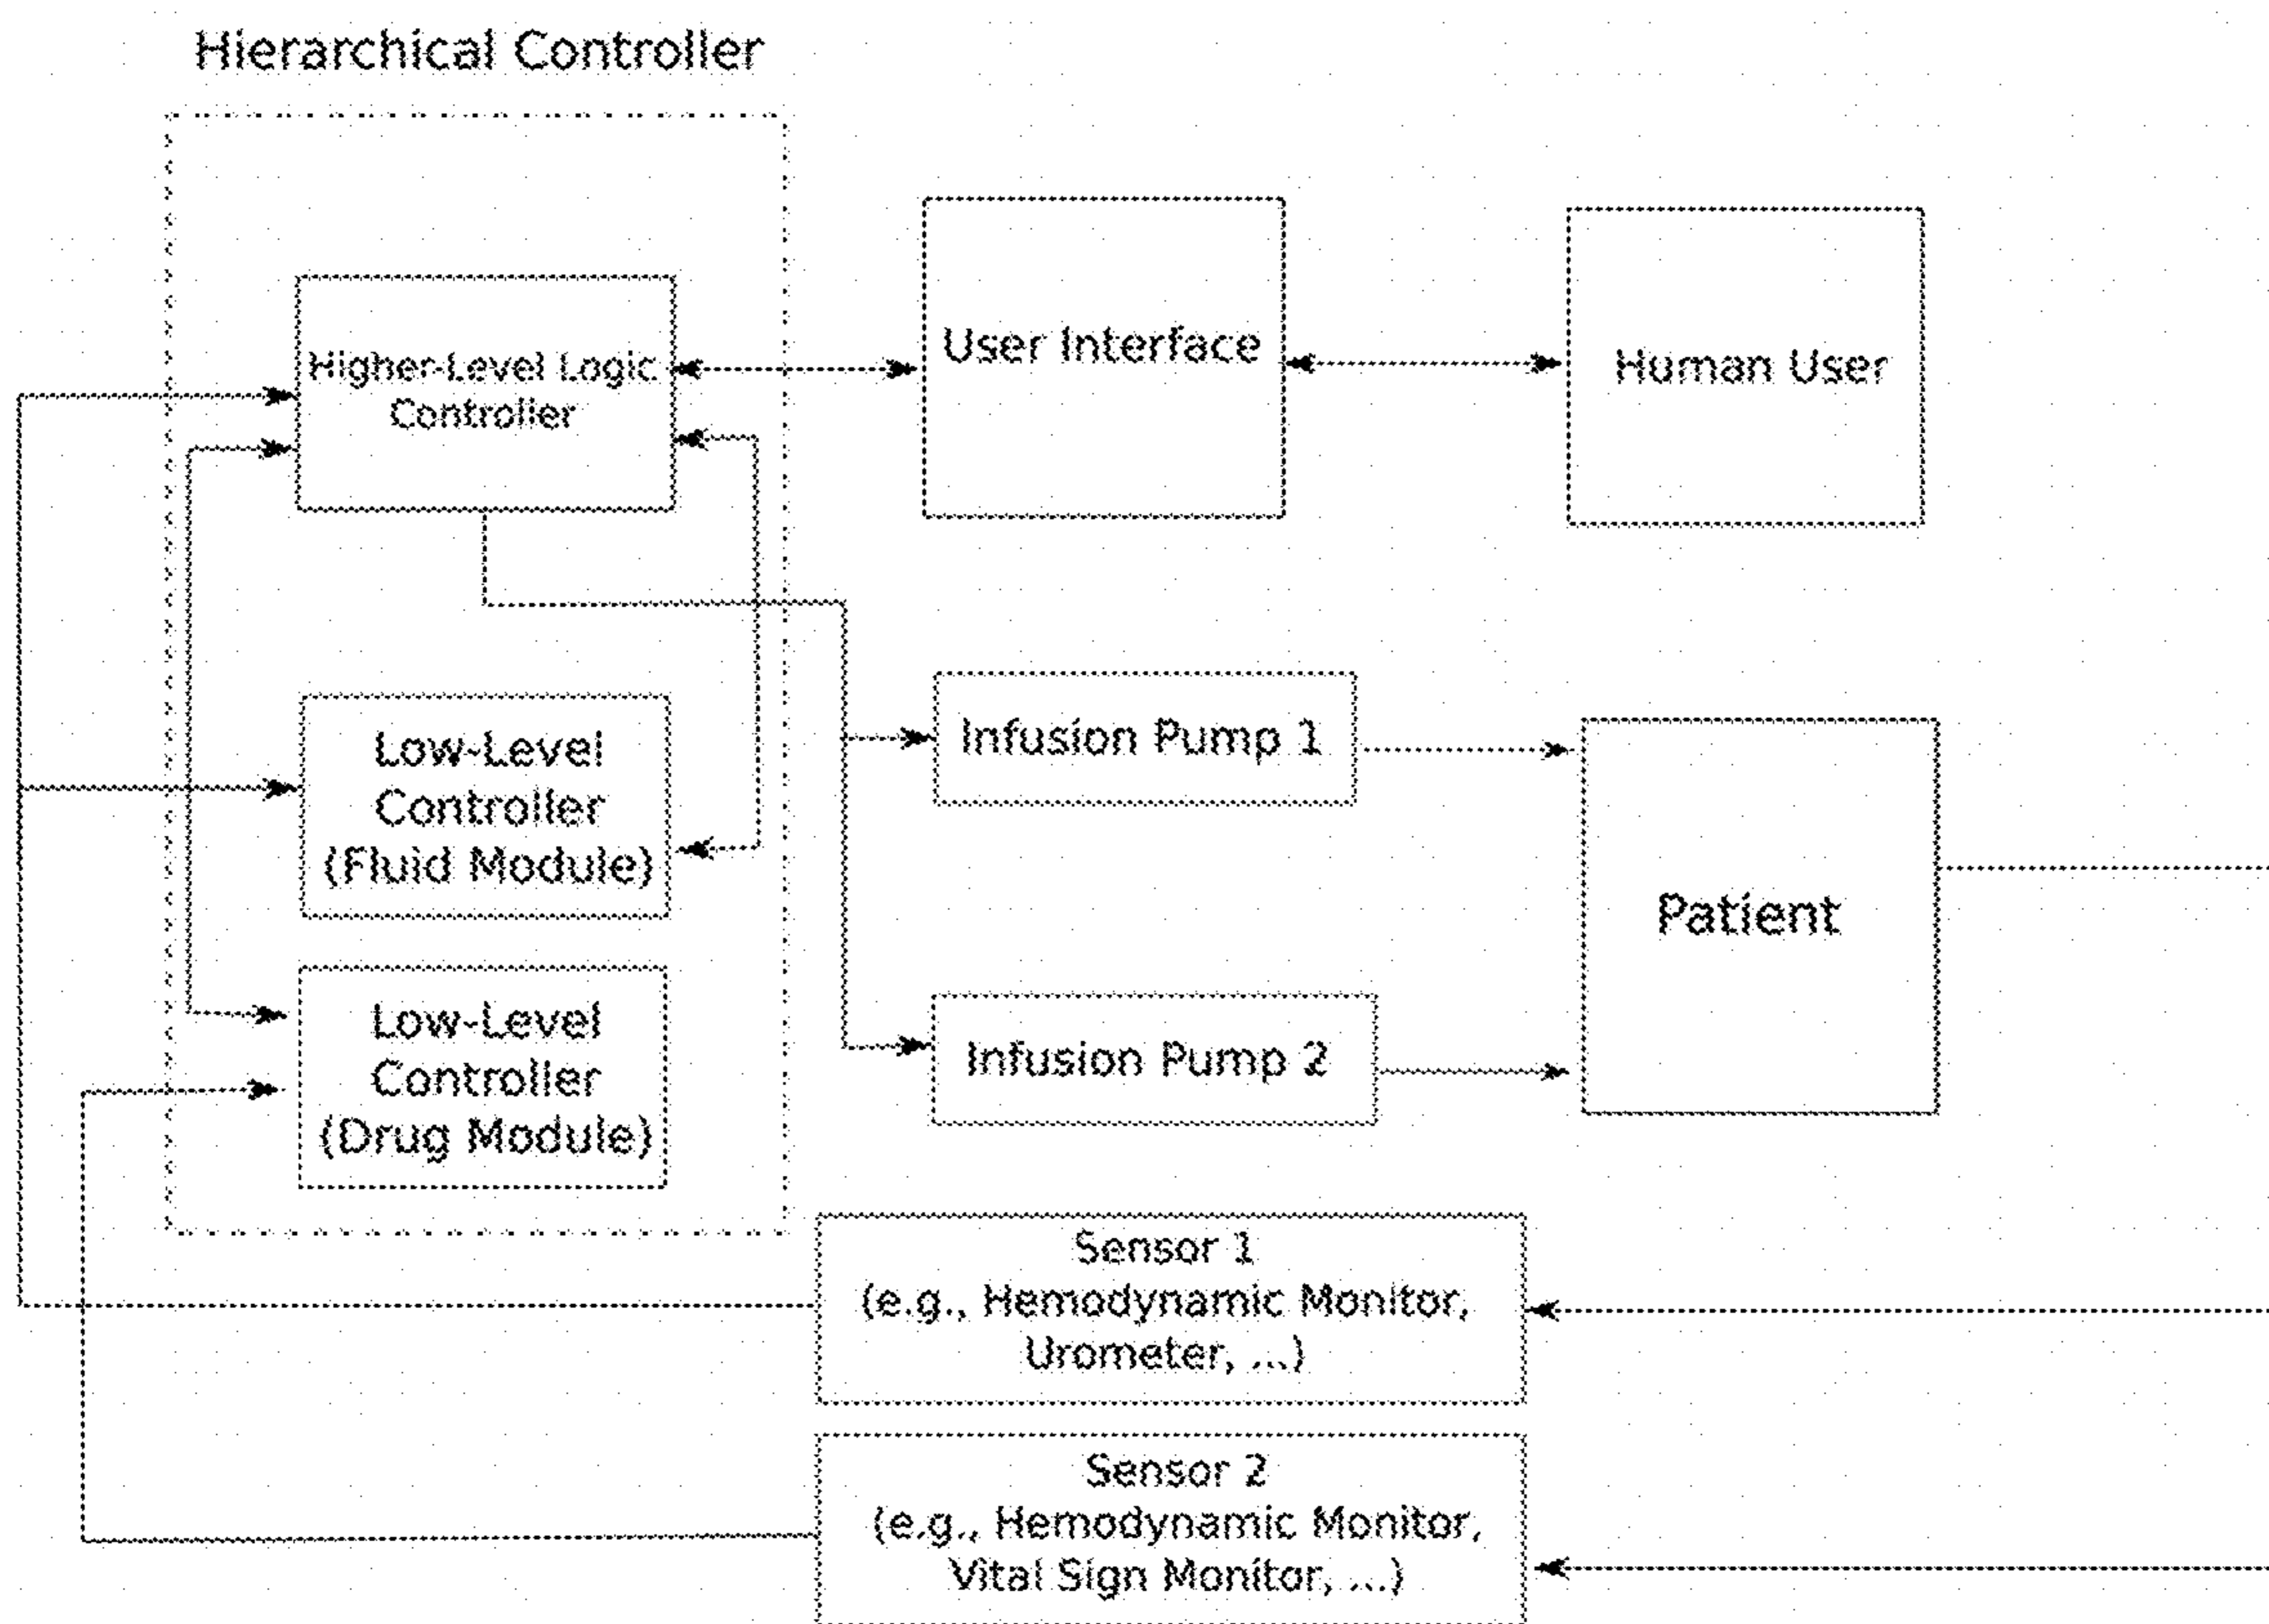 Hierarchical Controller
Higher-Level Logic
Controller
User Interface
Human User
Low-Level
Controller
(Fluid Module)
Infusion Pump 1
Patient
Low-Level
Controller
(Drug Module)
Infusion Pump 2
Sensor 1
(e.g., Hemodynamic Monitor,
Urometer, ...)
Sensor 2
(e.g., Hemodynamic Monitor,
Vital Sign Monitor, ...)